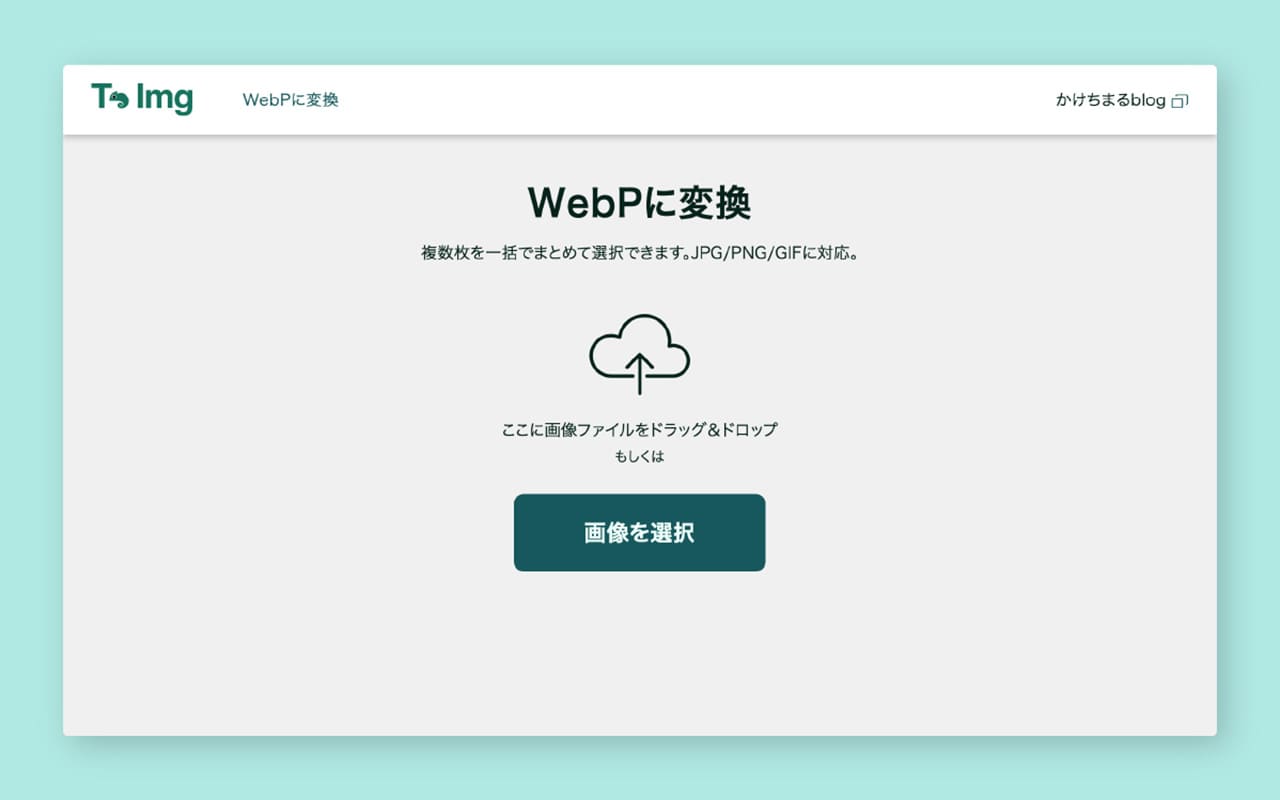 To Img
WebPに変換
かけちまるblog
WebPに変換
複数枚を一括でまとめて選択できます。JPG/PNG/GIFに対応。
ここに画像ファイルをドラッグ&ドロップ
もしくは
画像を選択